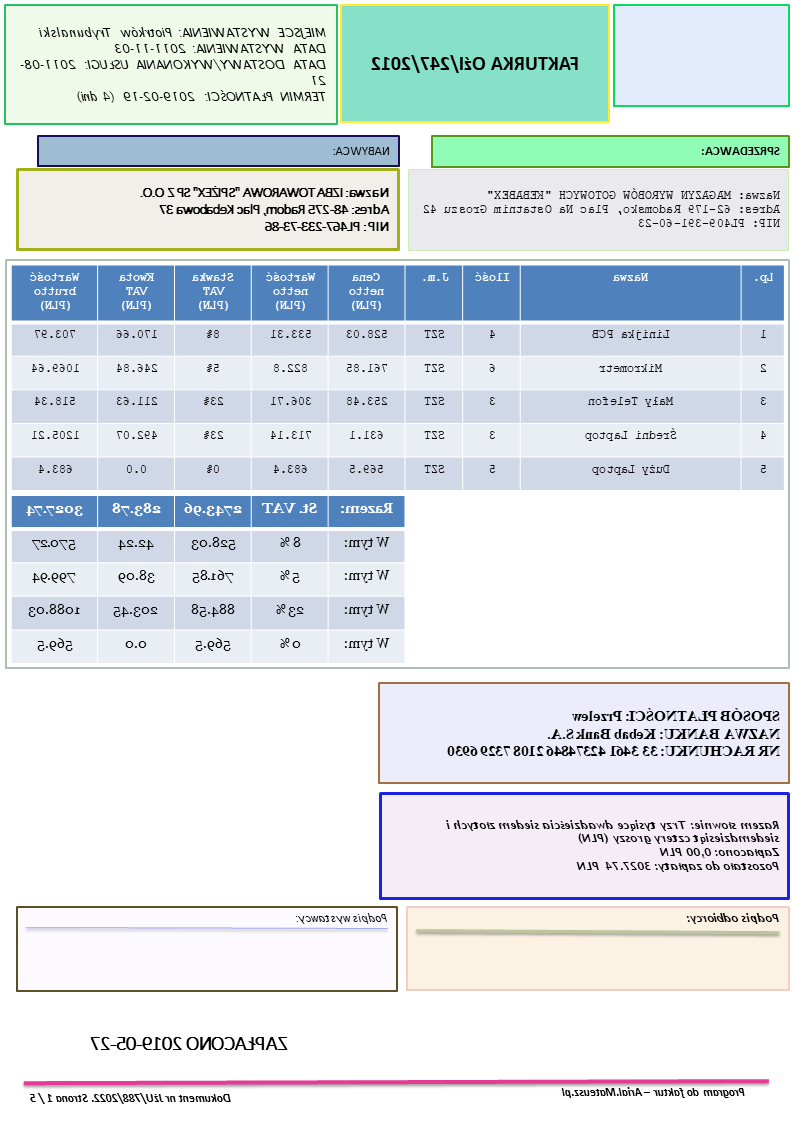 FAKTURKA Oźl/247/2012
MIEJSCE WYSTAWIENIA: Piotrków Trybunalski
DATA WYSTAWIENIA: 2011-11-03
DATA DOSTAWY/WYKONANIA USŁUGI: 2011-08-
21
TERMIN PŁATNOŚCI: 2019-02-19 (4 dni)
SPRZEDAWCA:
NABYWCA:
Nazwa: MAGAZYN WYROBÓW GOTOWYCH "KEBABEX"
Adres: 62-179 Radomsko, Plac Na Ostatnim Groszu 42
NIP: PL409-391-60-23
Nazwa: IZBA TOWAROWA "SPIŻEX" SP Z O.O.
Adres: 48-275 Radom, Plac Kebabowa 37
NIP: PL467-233-73-86
Lp. Nazwa Ilość J.m. Cena netto (PLN) Wartość netto (PLN) Stawka VAT (PLN) Kwota VAT (PLN) Wartość brutto (PLN)
1 Linijka PCB 4 SZT 528.03 533.31 8% 170.66 703.97
2 Mikrometr 6 SZT 761.85 822.8 5% 246.84 1069.64
3 Mały Telefon 3 SZT 253.48 306.71 23% 211.63 518.34
4 Średni Laptop 3 SZT 631.1 713.14 23% 492.07 1205.21
5 Duży Laptop 5 SZT 569.5 683.4 0% 0.0 683.4
Razem: St. VAT 2743.96 283.78 3027.74
W tym: 8% 528.03 42.24 570.27
W tym: 5% 761.85 38.09 799.94
W tym: 23% 884.58 203.45 1088.03
W tym: 0% 569.5 0.0 569.5
SPOSÓB PŁATNOŚCI: Przelew
NAZWA BANKU: Kebab Bank S.A.
NR RACHUNKU: 33 3461 4237 4846 2108 7329 6930
Razem słownie: Trzy tysiące dwadzieścia siedem złotych i
siedemdziesiąt cztery groszy (PLN)
Zapłacono: 0,00 PLN
Pozostało do zapłaty: 3027.74 PLN
Podpis odbiorcy:
Podpis wystawcy:
ZAPŁACONO 2019-05-27
Program do faktur – Arial.Mateusz.pl
Dokument nr IżU/788/2022. Strona 1 / 5